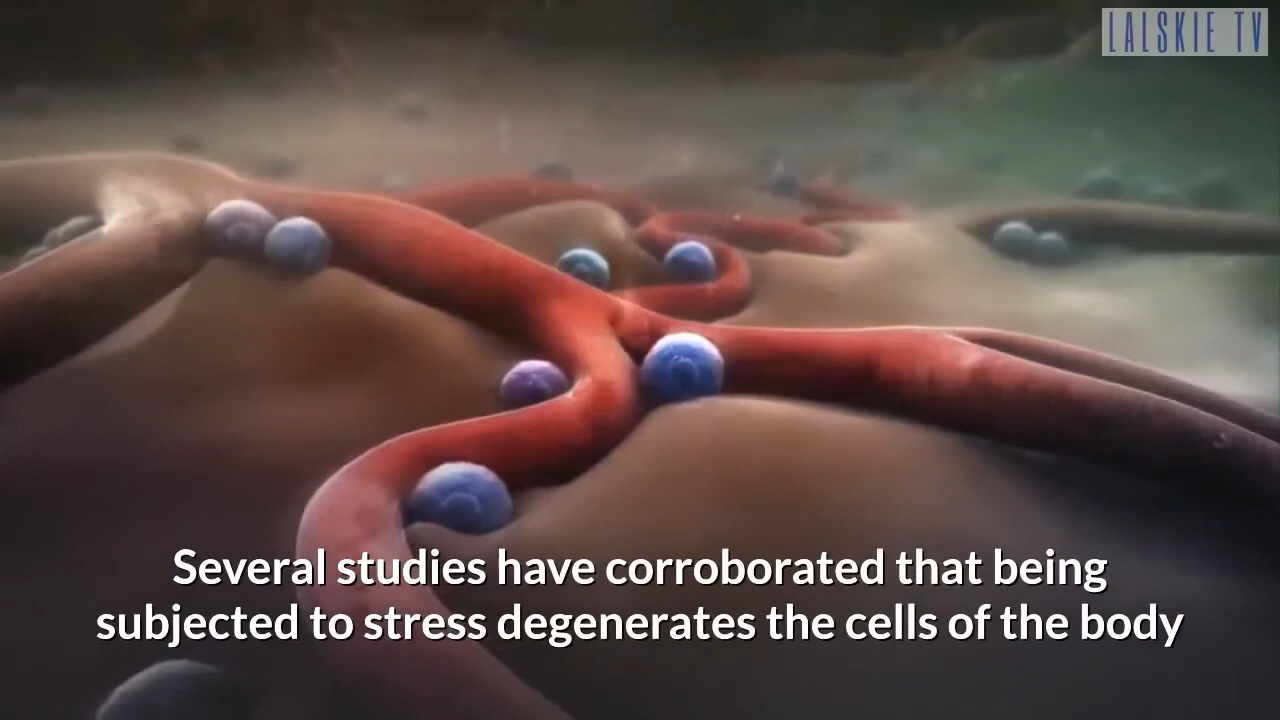 LALSKIE TV
Several studies have corroborated that being
subjected to stress degenerates the cells of the body